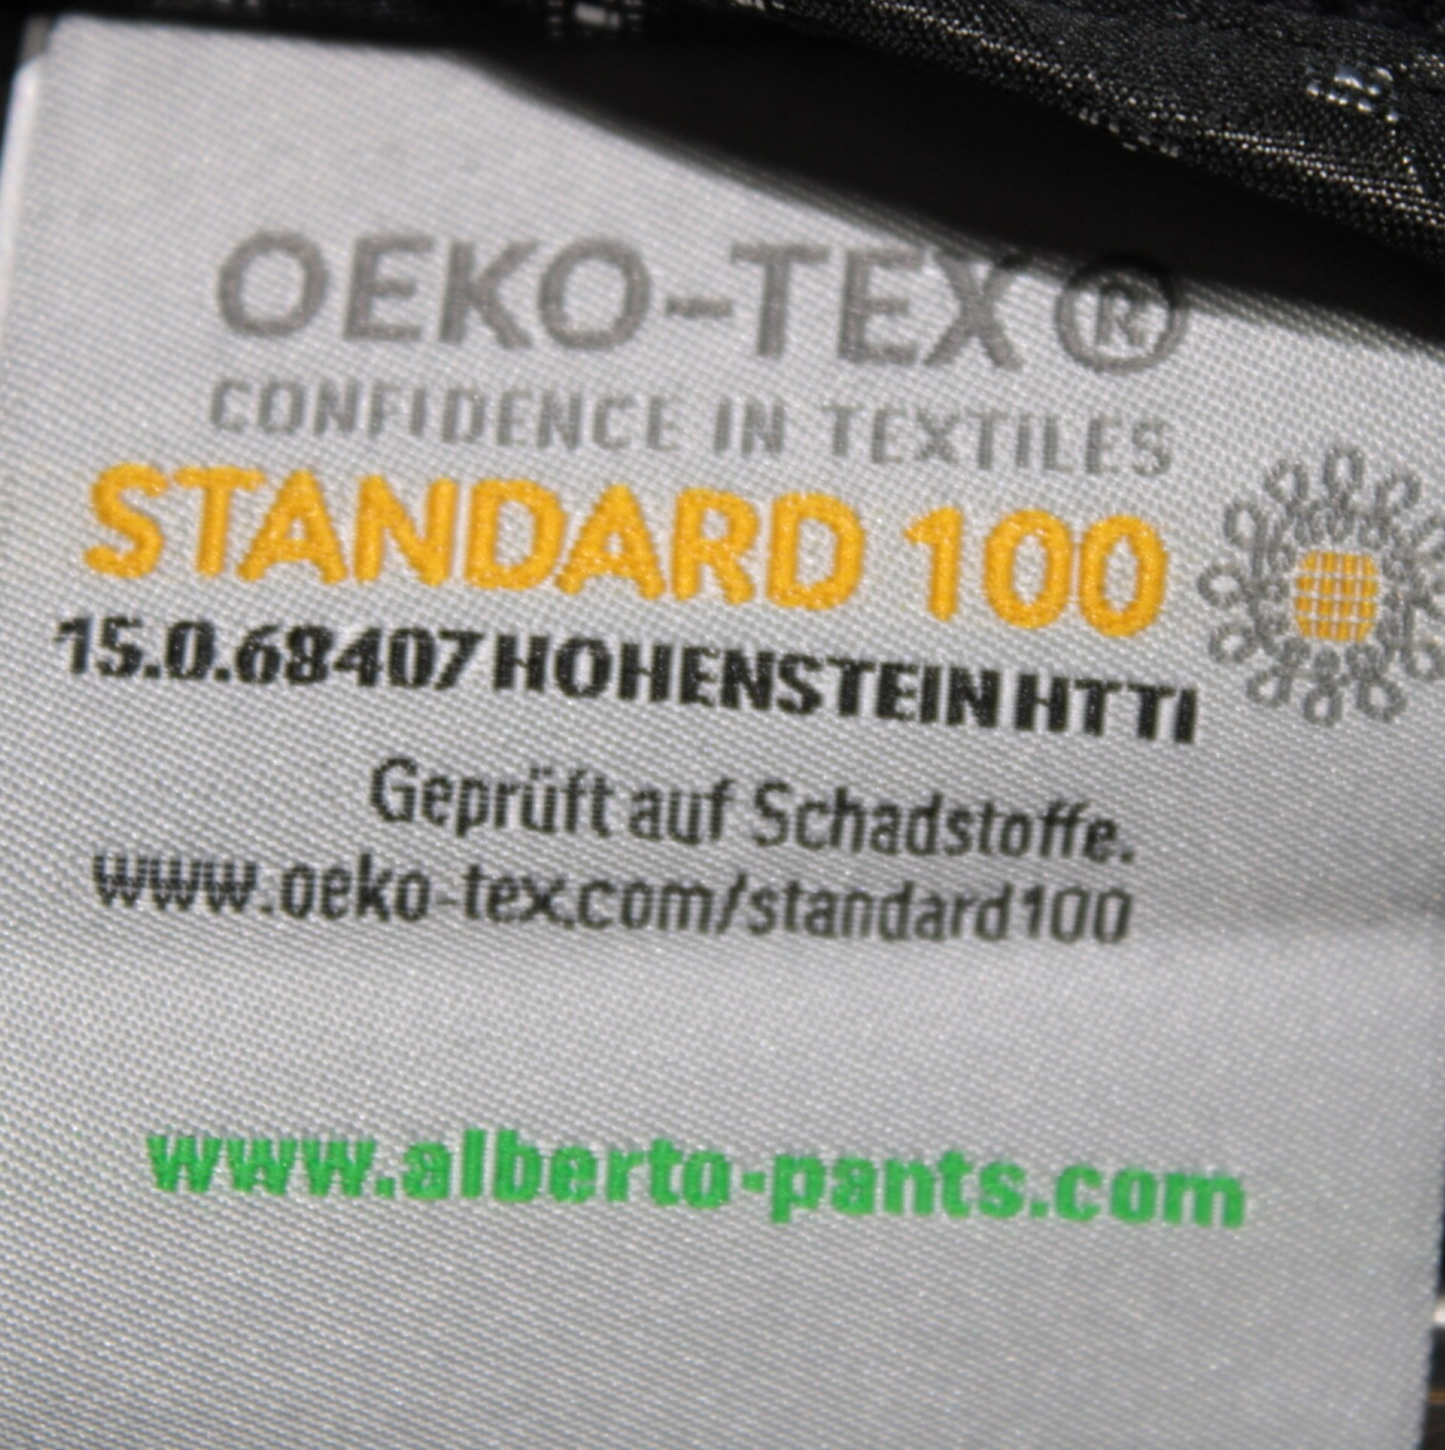 OEKO-TEX®
CONFIDENCE IN TEXTILES
STANDARD 100
15.0.68407 HOHENSTEIN HTTI
Geprüft auf Schadstoffe.
www.oeko-tex.com/standard100
www.alberto-pants.com